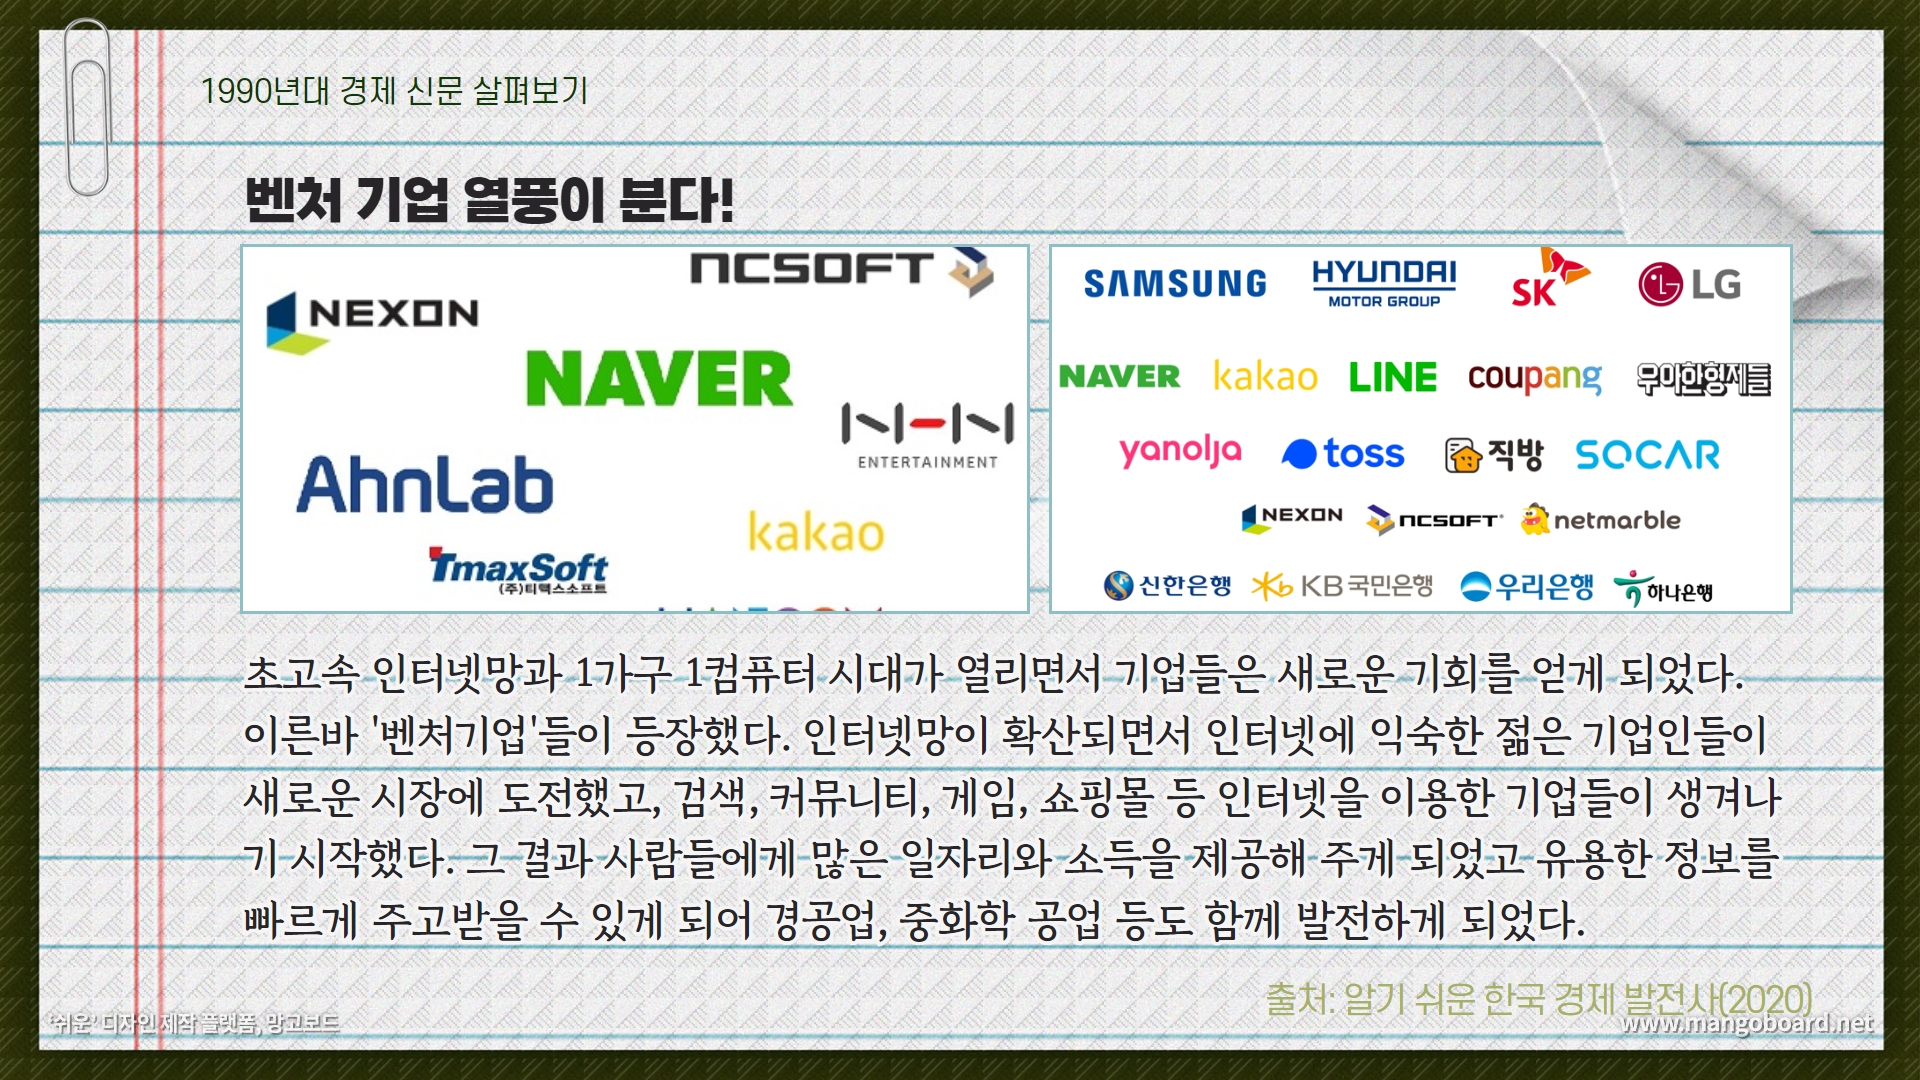 1990년대 경제 신문 살펴보기
벤처 기업 열풍이 분다!
NCSOFT
NEXON
NAVER
NHN
ENTERTAINMENT
AhnLab
kakao
TmaxSoft
(주)티맥스소프트
SAMSUNG HYUNDAI MOTOR GROUP SK LG
NAVER kakao LINE coupang 우아한형제들
yanolja toss 직방 SOCAR
NEXON NCSOFT netmarble
신한은행 KB국민은행 우리은행 하나은행
초고속 인터넷망과 1가구 1컴퓨터 시대가 열리면서 기업들은 새로운 기회를 얻게 되었다.
이른바 '벤처기업'들이 등장했다. 인터넷망이 확산되면서 인터넷에 익숙한 젊은 기업인들이
새로운 시장에 도전했고, 검색, 커뮤니티, 게임, 쇼핑몰 등 인터넷을 이용한 기업들이 생겨나
기 시작했다. 그 결과 사람들에게 많은 일자리와 소득을 제공해 주게 되었고 유용한 정보를
빠르게 주고받을 수 있게 되어 경공업, 중화학 공업 등도 함께 발전하게 되었다.
출처: 알기 쉬운 한국 경제 발전사(2020)
'쉬운' 디자인 제작 플랫폼, 망고보드
www.mangoboard.net